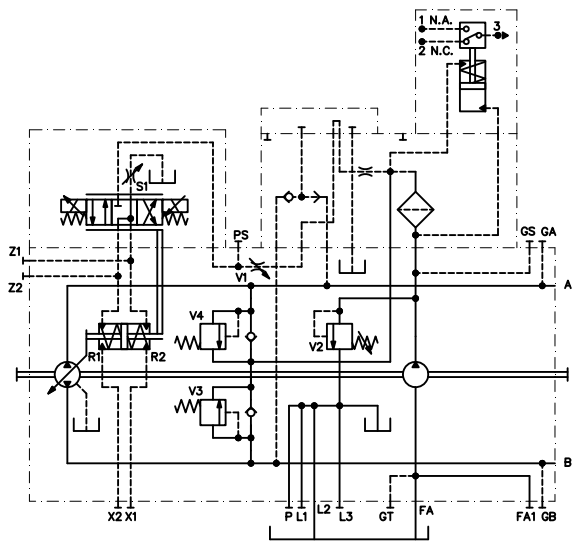 1 N.A.
3
2 N.C.
S1
PS
GS GA
Z1
V1
A
Z2
V4
V2
R1 R2
V3
B
P L1 L2 L3 GT FA FA1 GB
X2 X1